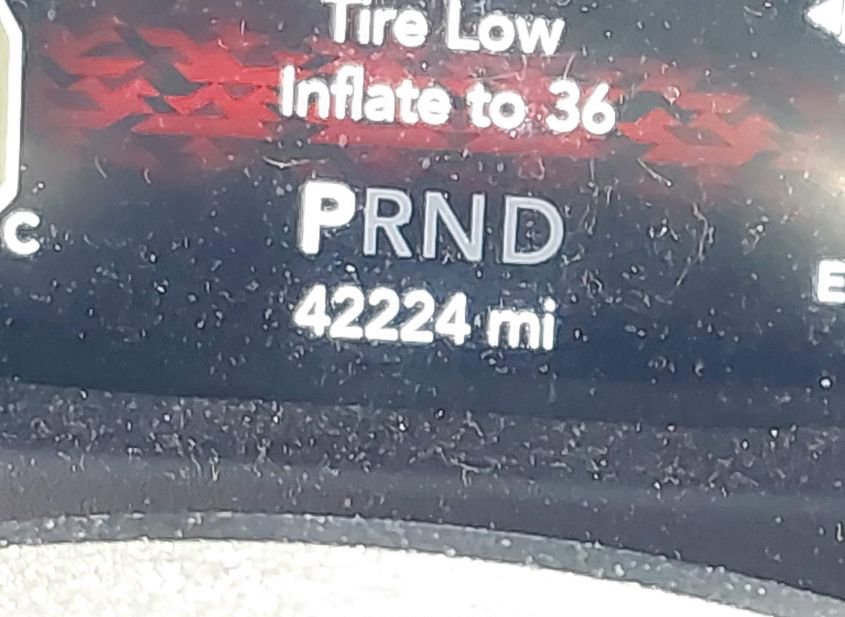 Tire Low
Inflate to 36
PRND
C
E
42224 mi